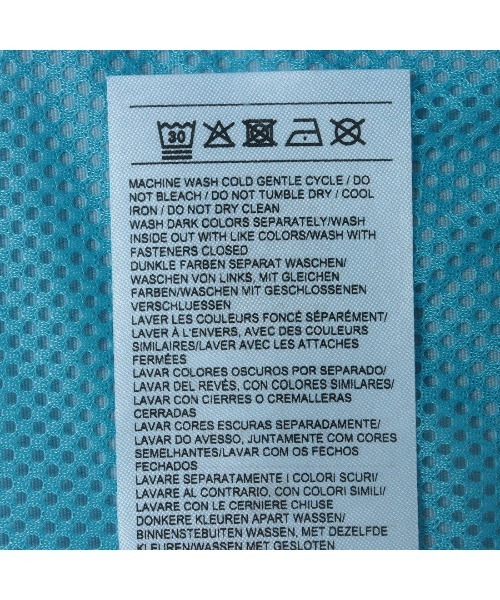 30
MACHINE WASH COLD GENTLE CYCLE / DO
NOT BLEACH / DO NOT TUMBLE DRY / COOL
IRON / DO NOT DRY CLEAN
WASH DARK COLORS SEPARATELY/WASH
INSIDE OUT WITH LIKE COLORS/WASH WITH
FASTENERS CLOSED
DUNKLE FARBEN SEPARAT WASCHEN/
WASCHEN VON LINKS, MIT GLEICHEN
FARBEN/WASCHEN MIT GESCHLOSSENEN
VERSCHLUESSEN
LAVER LES COULEURS FONCÉ SÉPARÉMENT/
LAVER À L'ENVERS, AVEC DES COULEURS
SIMILAIRES/LAVER AVEC LES ATTACHES
FERMÉES
LAVAR COLORES OSCUROS POR SEPARADO/
LAVAR DEL REVÉS, CON COLORES SIMILARES/
LAVAR CON CIERRES O CREMALLERAS
CERRADAS
LAVAR CORES ESCURAS SEPARADAMENTE/
LAVAR DO AVESSO, JUNTAMENTE COM CORES
SEMELHANTES/LAVAR COM OS FECHOS
FECHADOS
LAVARE SEPARATAMENTE I COLORI SCURI/
LAVARE AL CONTRARIO, CON COLORI SIMILI/
LAVARE CON LE CERNIERE CHIUSE
DONKERE KLEUREN APART WASSEN/
BINNENSTEBUITEN WASSEN, MET DEZELFDE
KLEUREN/WASSEN MET GESLOTEN